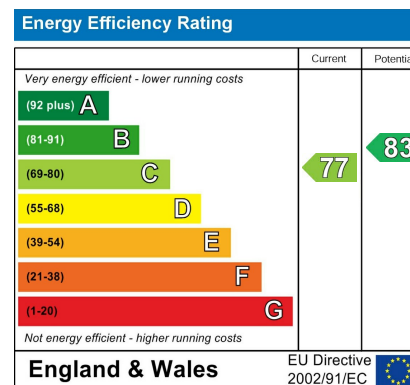 Energy Efficiency Rating
Current Potentia
Very energy efficient - lower running costs
(92 plus) A
(81-91) B
83
(69-80) C
77
(55-68) D
(39-54) E
(21-38) F
(1-20) G
Not energy efficient - higher running costs
England & Wales
EU Directive
2002/91/EC